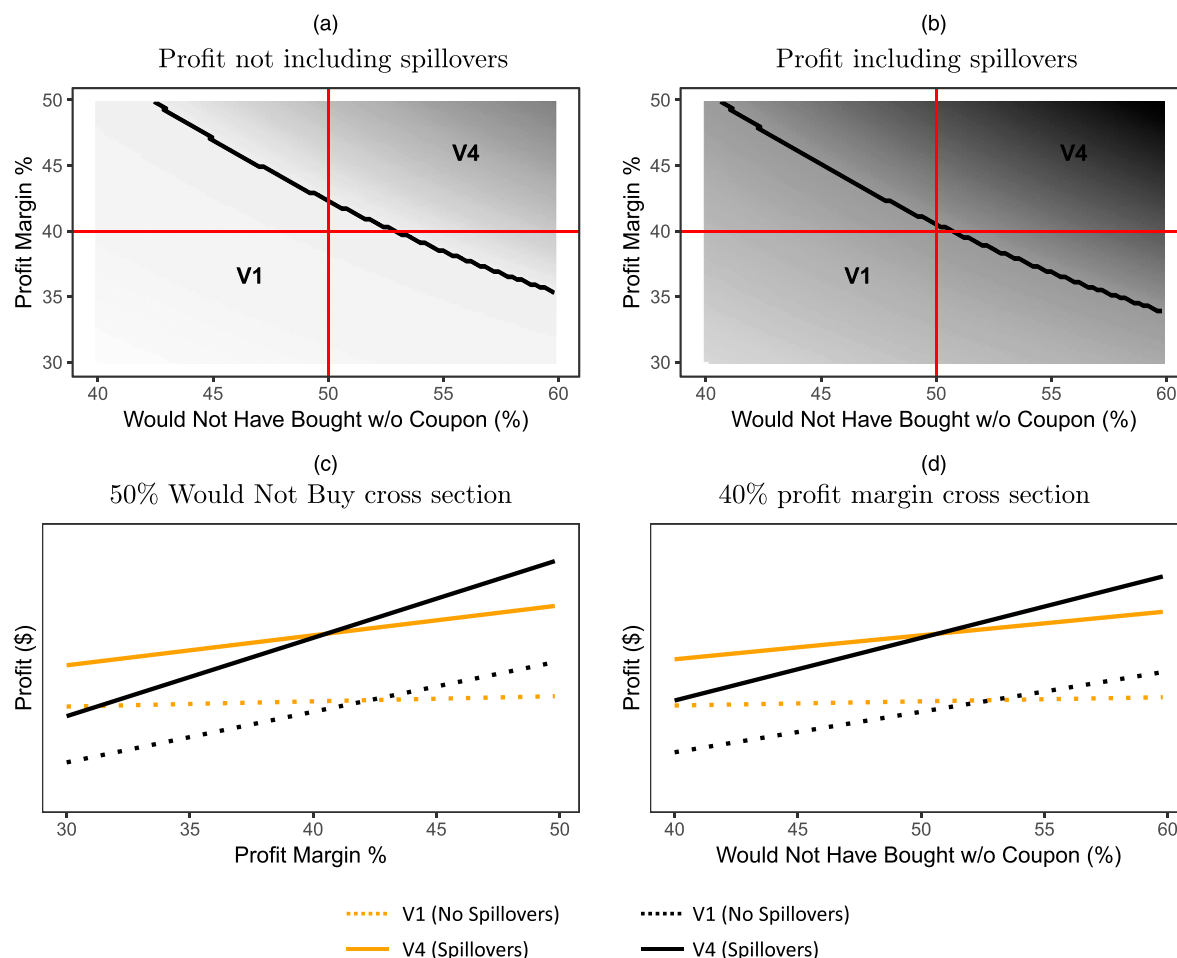 (a)
Profit not including spillovers
Profit Margin %
50
45
40
35
30
V4
V1
40
45
50
55
60
Would Not Have Bought w/o Coupon (%)
(b)
Profit including spillovers
Profit Margin %
50
45
40
35
30
V4
V1
40
45
50
55
60
Would Not Have Bought w/o Coupon (%)
(c)
50% Would Not Buy cross section
Profit ($)
30
35
40
45
50
Profit Margin %
(d)
40% profit margin cross section
Profit ($)
40
45
50
55
60
Would Not Have Bought w/o Coupon (%)
V1 (No Spillovers)
V4 (Spillovers)
V1 (No Spillovers)
V4 (Spillovers)